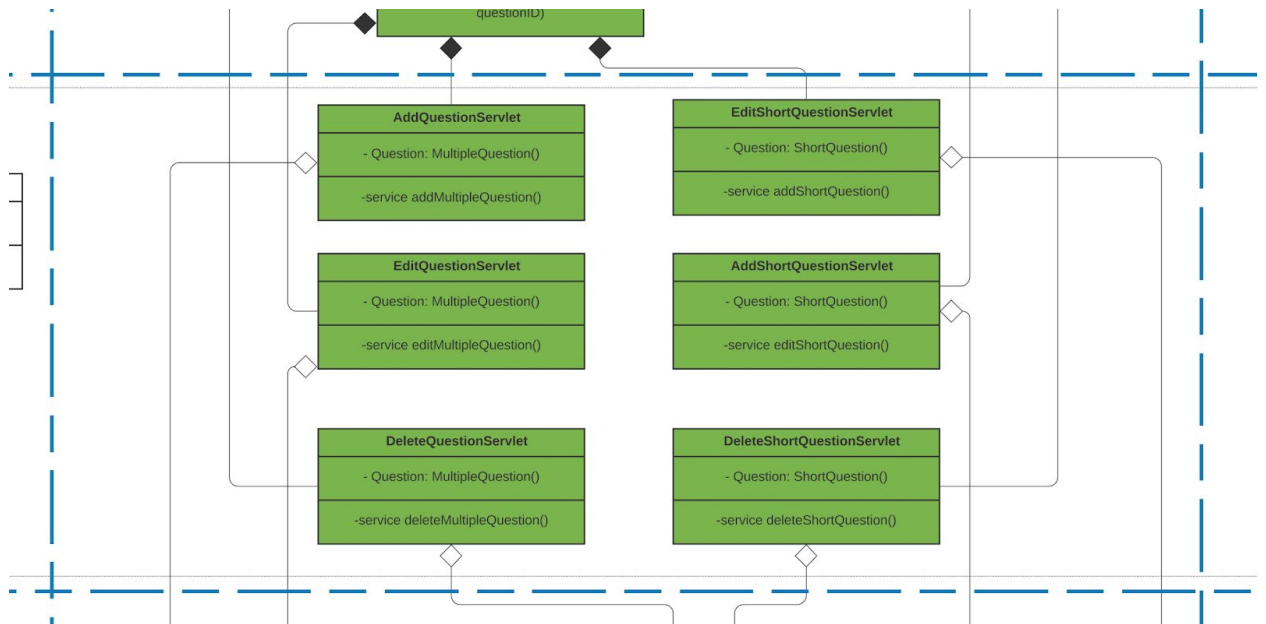 questionID)
AddQuestionServlet
- Question: MultipleQuestion()
-service addMultipleQuestion()
EditShortQuestionServlet
- Question: ShortQuestion()
-service addShortQuestion()
EditQuestionServlet
- Question: MultipleQuestion()
-service editMultipleQuestion()
AddShortQuestionServlet
- Question: ShortQuestion()
-service editShortQuestion()
DeleteQuestionServlet
- Question: MultipleQuestion()
-service deleteMultipleQuestion()
DeleteShortQuestionServlet
- Question: ShortQuestion()
-service deleteShortQuestion()